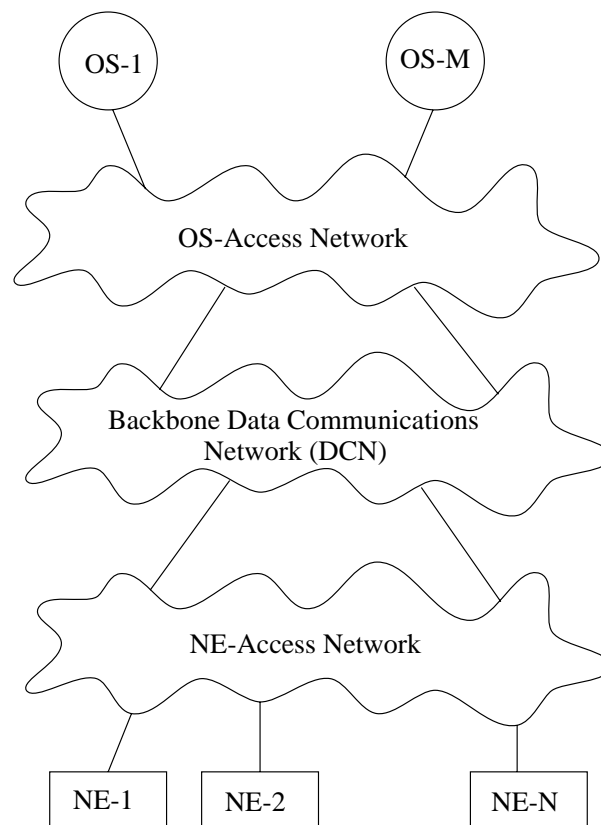 OS-1
OS-M
OS-Access Network
Backbone Data Communications
Network (DCN)
NE-Access Network
NE-1
NE-2
NE-N